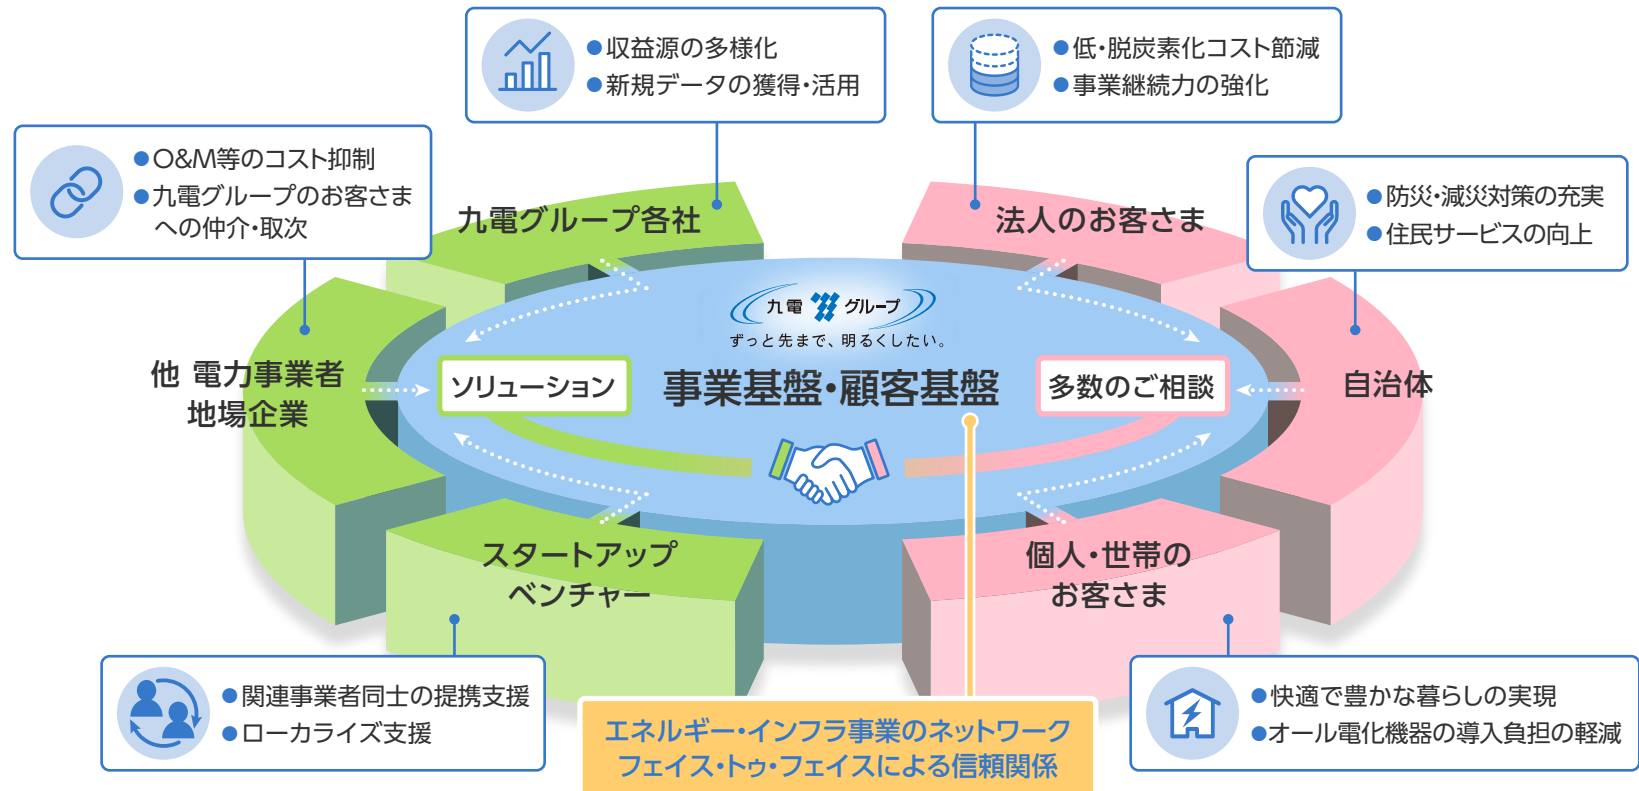 ●収益源の多様化
●新規データの獲得・活用
●低・脱炭素化コスト節減
●事業継続力の強化
●O&M等のコスト抑制
●九電グループのお客さま
への仲介・取次
●防災・減災対策の充実
●住民サービスの向上
九電グループ各社
法人のお客さま
九電 グループ
ずっと先まで、明るくしたい。
他 電力事業者
地場企業
ソリューション
事業基盤・顧客基盤
多数のご相談
自治体
スタートアップ
ベンチャー
個人・世帯の
お客さま
●関連事業者同士の提携支援
●ローカライズ支援
エネルギー・インフラ事業のネットワーク
フェイス・トゥ・フェイスによる信頼関係
●快適で豊かな暮らしの実現
●オール電化機器の導入負担の軽減